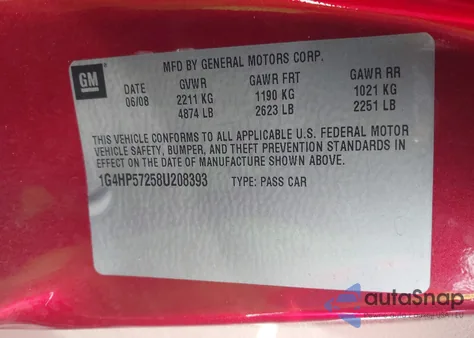 GM
MFD BY GENERAL MOTORS CORP.
DATE GVWR GAWR FRT GAWR RR
06/08 2211 KG 1190 KG 1021 KG
4874 LB 2623 LB 2251 LB
THIS VEHICLE CONFORMS TO ALL APPLICABLE U.S. FEDERAL MOTOR
VEHICLE SAFETY, BUMPER, AND THEFT PREVENTION STANDARDS IN
EFFECT ON THE DATE OF MANUFACTURE SHOWN ABOVE.
1G4HP57258U208393 TYPE: PASS CAR
autoSnap